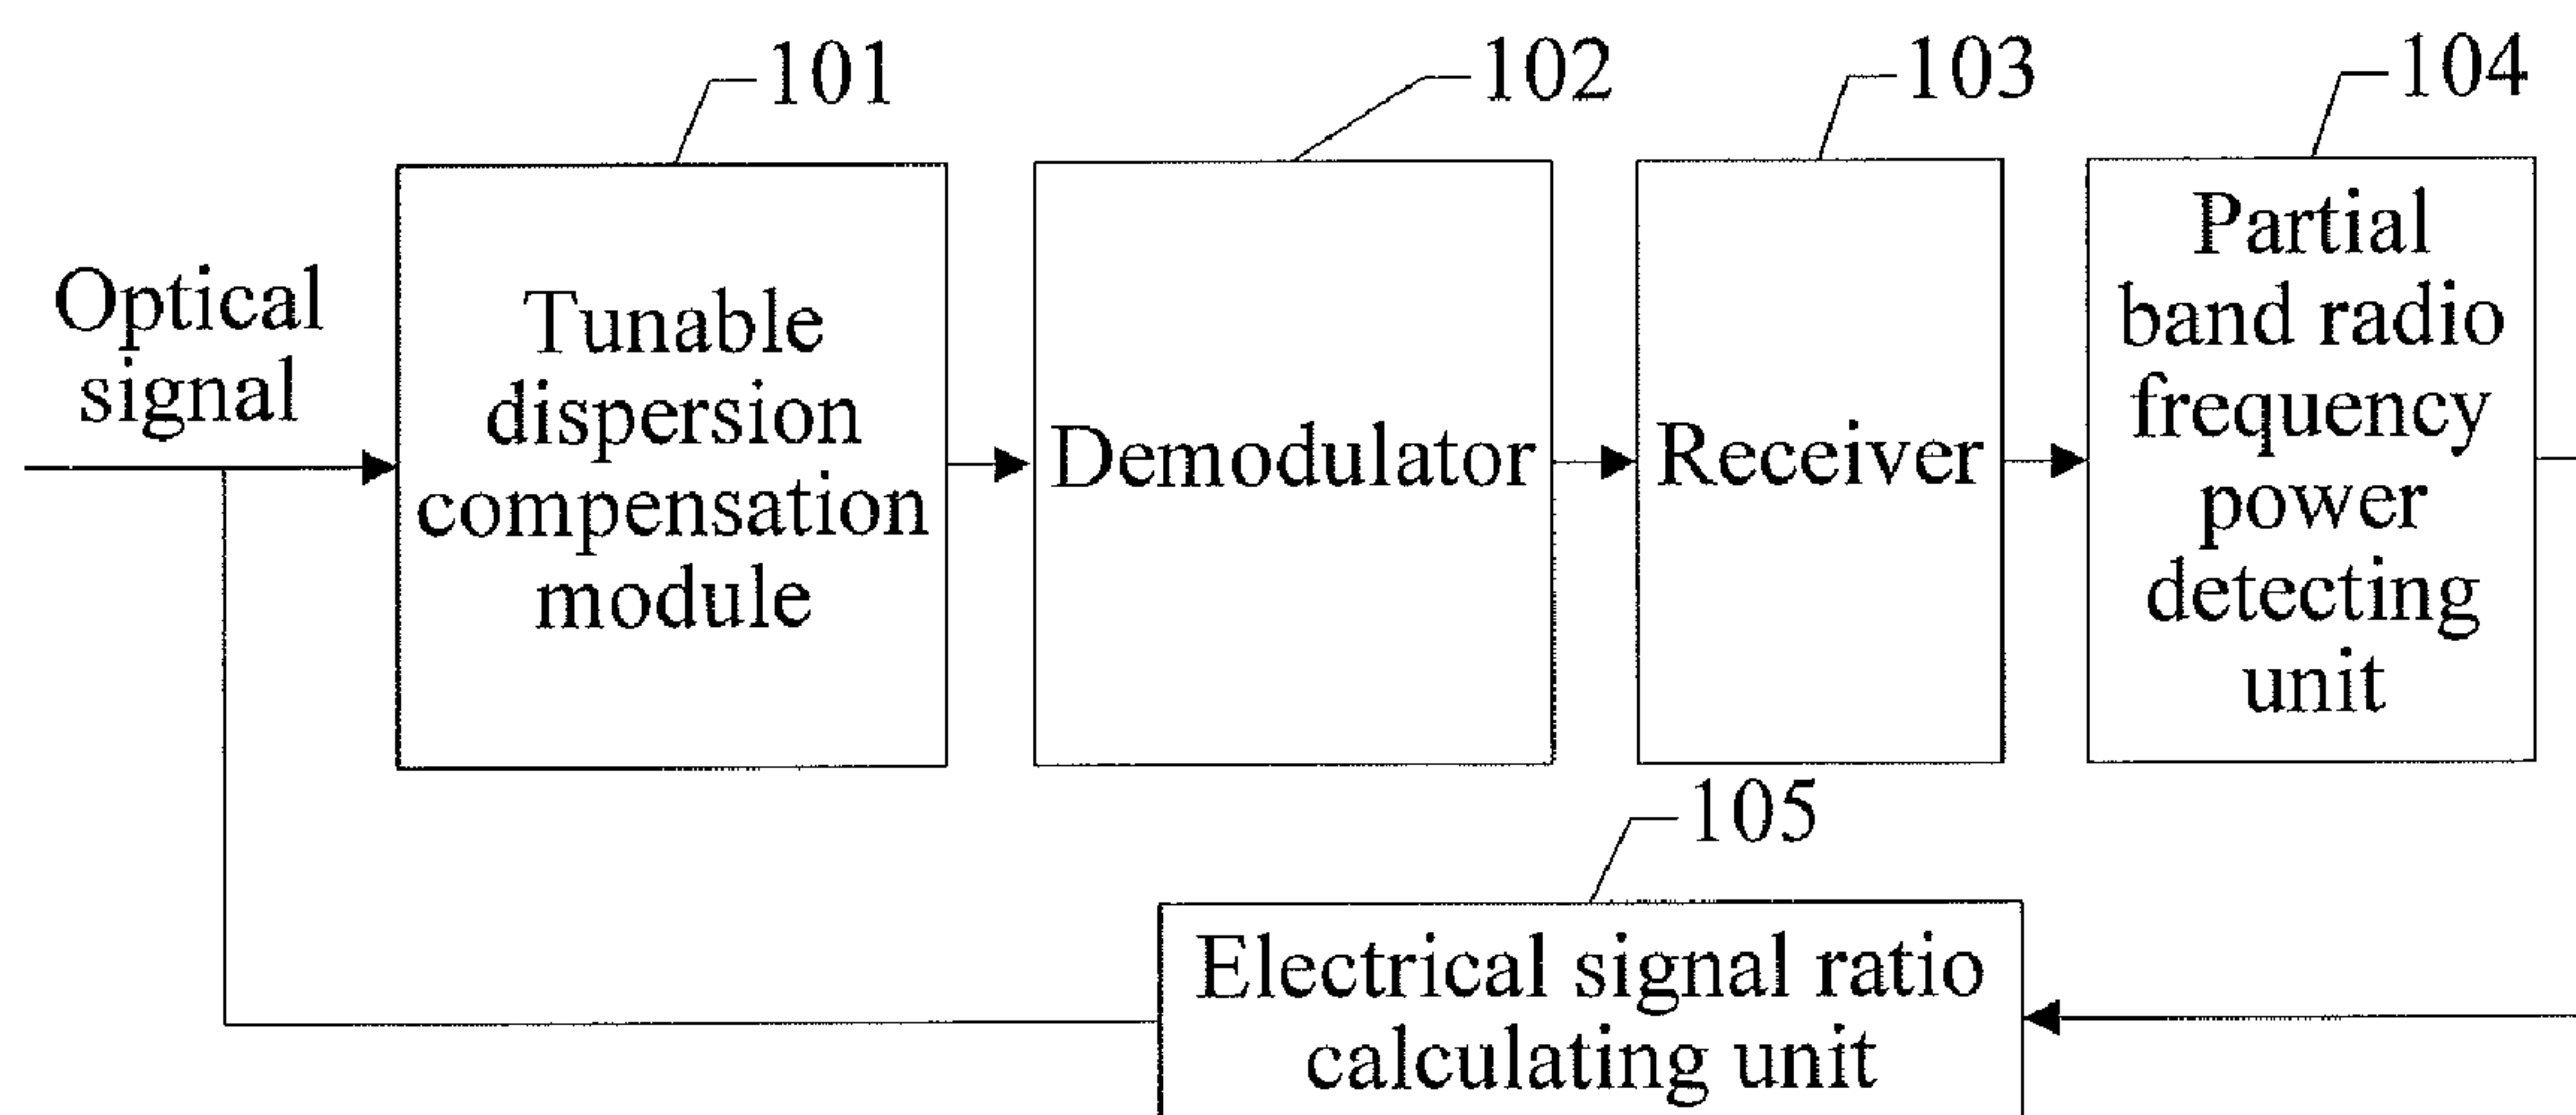 101
102
103
104
Optical
signal
Tunable
dispersion
compensation
module
Demodulator
Receiver
Partial
band radio
frequency
power
detecting
unit
105
Electrical signal ratio
calculating unit